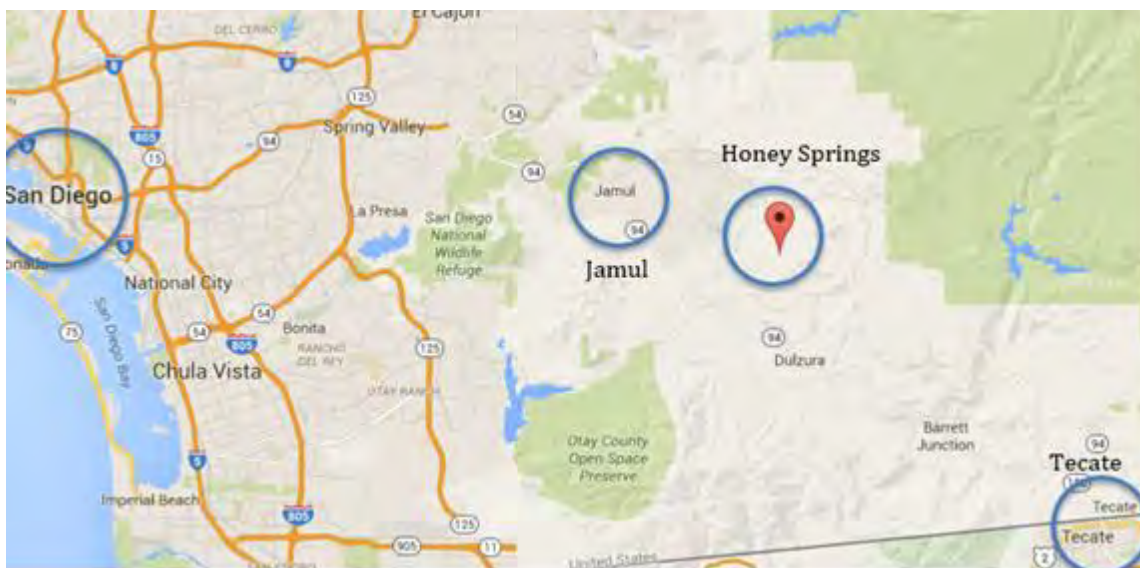 El Cajon
DEL CERRO
8
8
125
54
805
94
Spring Valley
15
94
5
Honey Springs
San Diego
Jamul
La Presa
San Diego
National
Wildlife
Refuge
94
Jamul
5
National City
San Diego Bay
75
54
54
Bonita
805
RANCHO
DEL REY
125
94
Dulzura
Chula Vista
OTAY RANCH
Otay County
Open Space
Preserve
Barrett
Junction
94
Tecate
5
Imperial Beach
805
125
Tecate
Tecate
905
11
United States
2